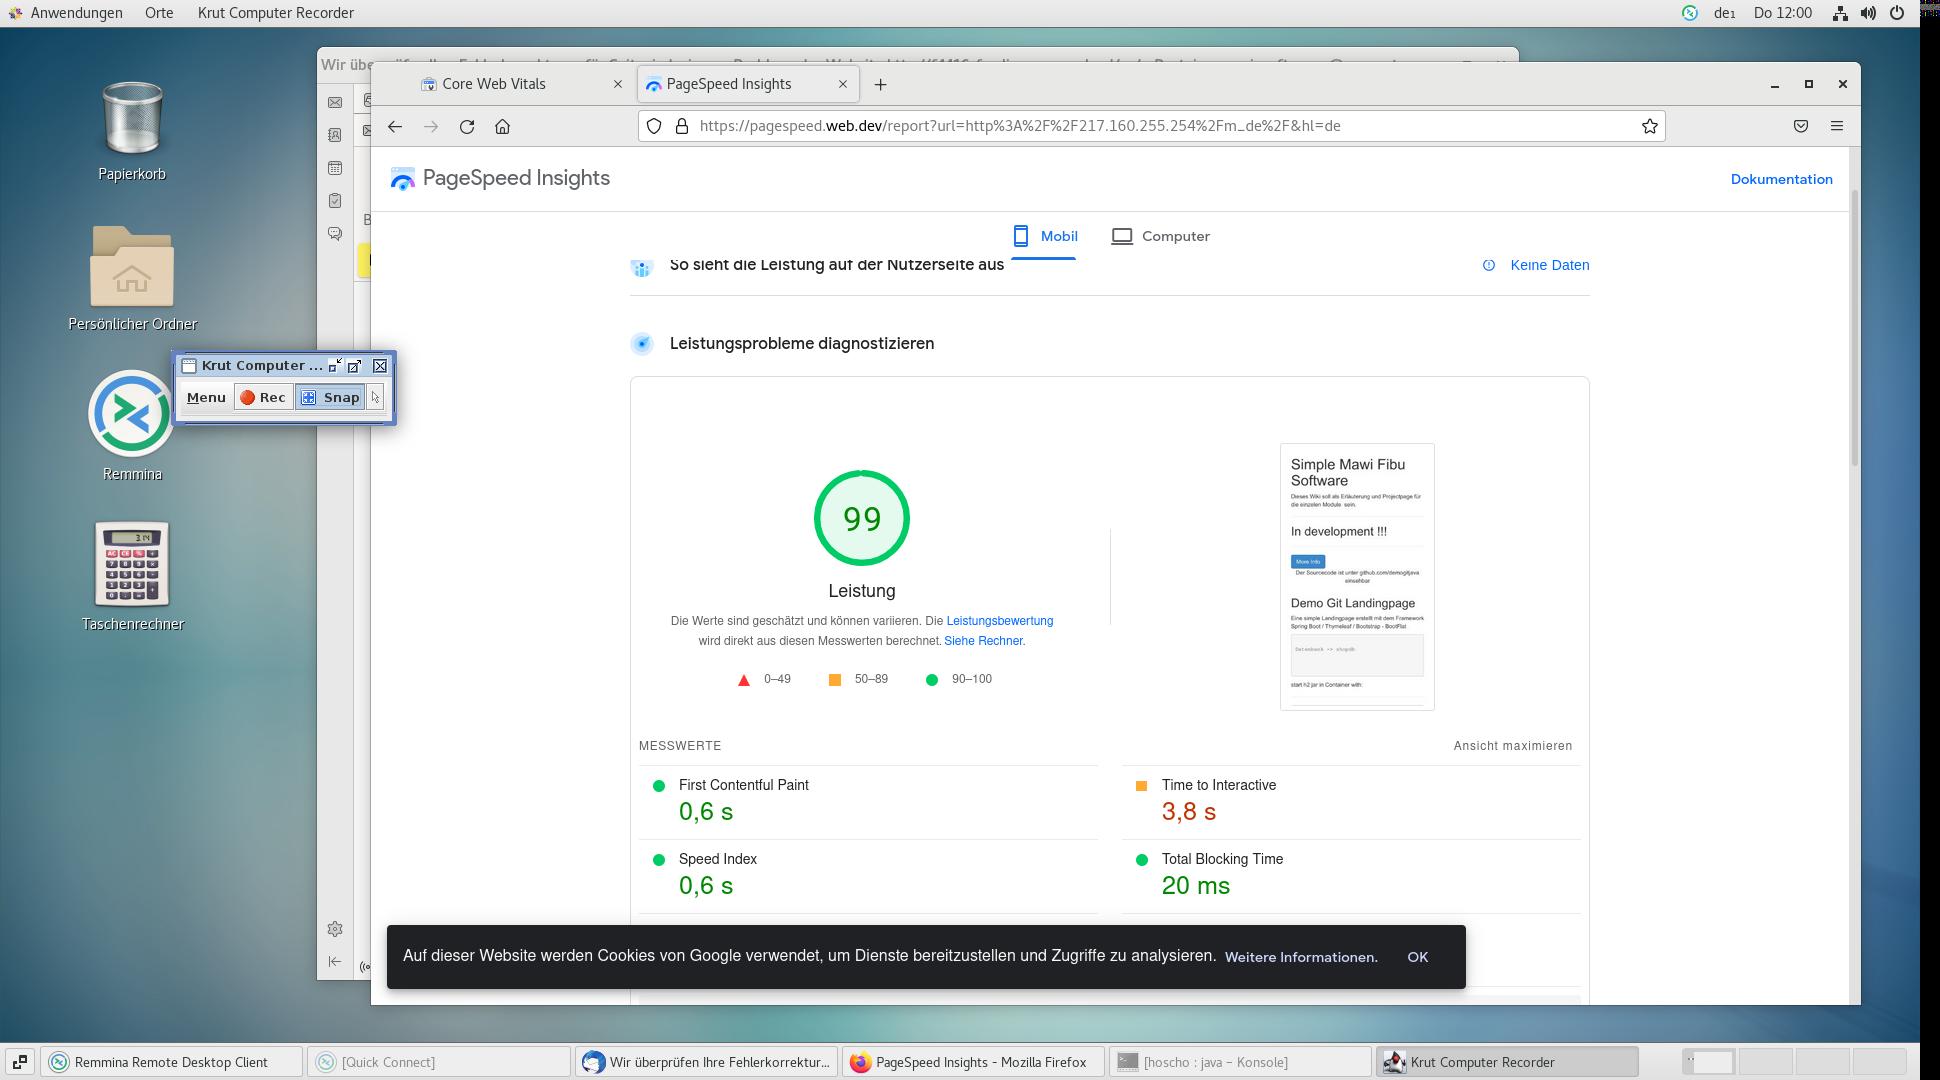 Anwendungen Orte Krut Computer Recorder
de₁ Do 12:00
Papierkorb
Persönlicher Ordner
Remmina
3.14
Taschenrechner
Krut Computer ...
Menu Rec Snap
Core Web Vitals
PageSpeed Insights
https://pagespeed.web.dev/report?url=http%3A%2F%2F217.160.255.254%2Fm_de%2F&hl=de
PageSpeed Insights
Dokumentation
Mobil
Computer
So sieht die Leistung auf der Nutzerseite aus
Keine Daten
Leistungsprobleme diagnostizieren
99
Leistung
Die Werte sind geschätzt und können variieren. Die Leistungsbewertung
wird direkt aus diesen Messwerten berechnet. Siehe Rechner.
0–49 50–89 90–100
Simple Mawi Fibu
Software
Dieses Wiki soll als Erläuterung und Projectpage für
die einzelen Module sein.
In development !!!
More Info
Der Sourcecode ist unter github.com/demogitjava
einsehbar
Demo Git Landingpage
Eine simple Landingpage erstellt mit dem Framework
Spring Boot / Thymeleaf / Bootstrap - BootFlat
Datenbank -> shopdb
start h2 jar in Container with:
MESSWERTE
Ansicht maximieren
First Contentful Paint
0,6 s
Time to Interactive
3,8 s
Speed Index
0,6 s
Total Blocking Time
20 ms
Auf dieser Website werden Cookies von Google verwendet, um Dienste bereitzustellen und Zugriffe zu analysieren. Weitere Informationen. OK
Remmina Remote Desktop Client
[Quick Connect]
Wir überprüfen Ihre Fehlerkorrektur...
PageSpeed Insights - Mozilla Firefox
[hoscho : java – Konsole]
Krut Computer Recorder